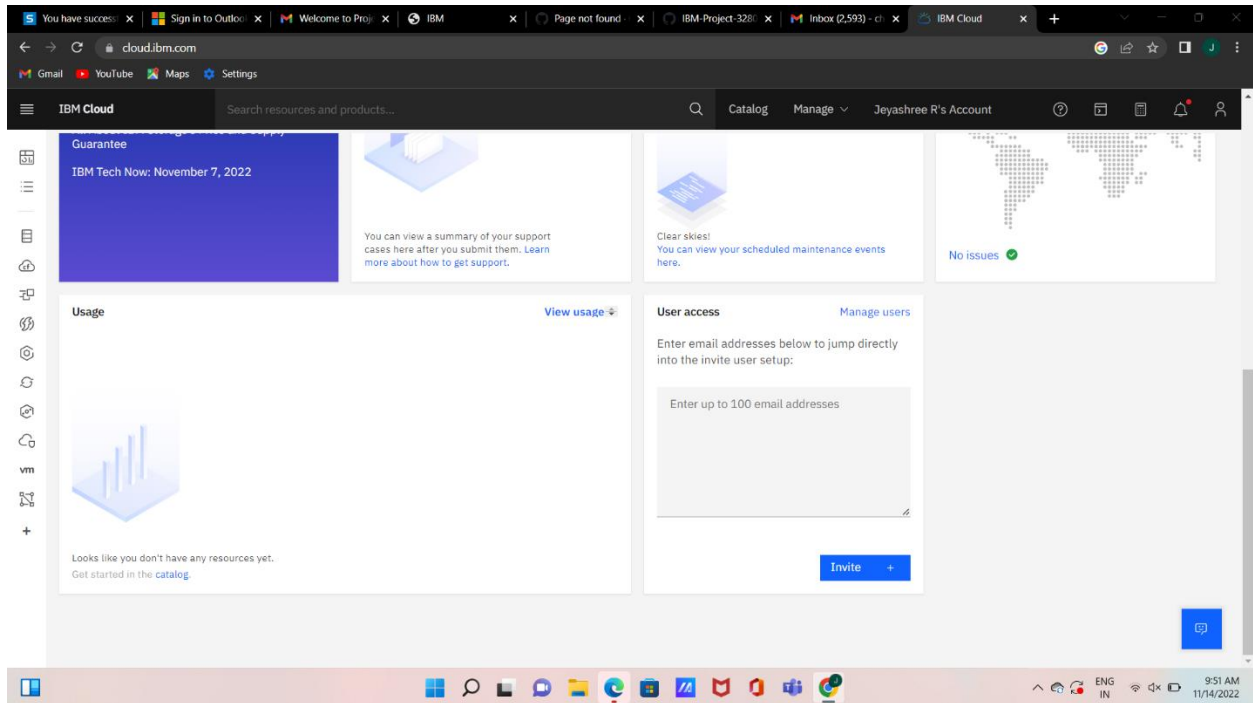 You have success
Sign in to Outloo
Welcome to Proje
IBM
Page not found
IBM-Project-3280
Inbox (2,593) - ch
IBM Cloud
cloud.ibm.com
J
Gmail
YouTube
Maps
Settings
IBM Cloud
Search resources and products...
Catalog
Manage
Jeyashree R's Account
Guarantee
IBM Tech Now: November 7, 2022
You can view a summary of your support
cases here after you submit them. Learn
more about how to get support.
Clear skies!
You can view your scheduled maintenance events
here.
No issues
Usage
View usage
User access
Manage users
Enter email addresses below to jump directly
into the invite user setup:
Enter up to 100 email addresses
vm
Looks like you don't have any resources yet.
Get started in the catalog.
Invite +
ENG
IN
9:51 AM
11/14/2022